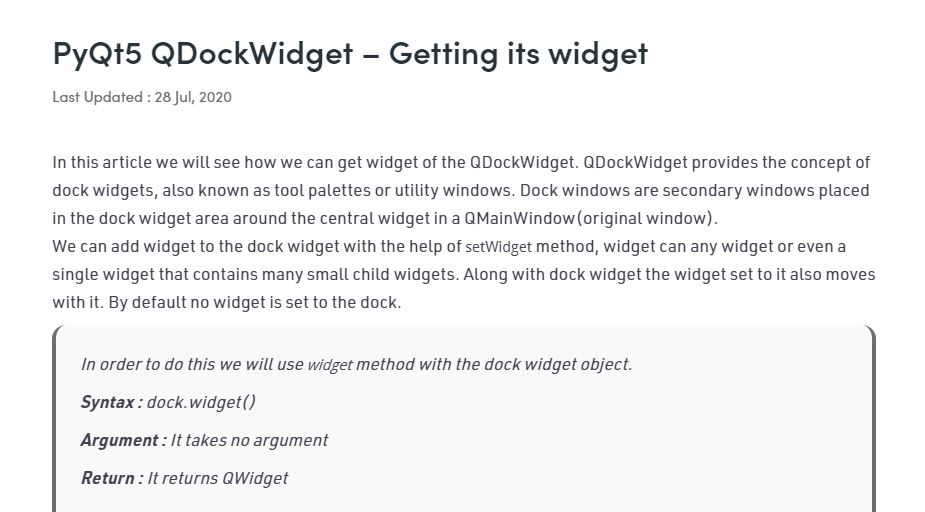 PyQt5 QDockWidget – Getting its widget
Last Updated : 28 Jul, 2020
In this article we will see how we can get widget of the QDockWidget. QDockWidget provides the concept of
dock widgets, also known as tool palettes or utility windows. Dock windows are secondary windows placed
in the dock widget area around the central widget in a QMainWindow(original window).
We can add widget to the dock widget with the help of setWidget method, widget can any widget or even a
single widget that contains many small child widgets. Along with dock widget the widget set to it also moves
with it. By default no widget is set to the dock.
In order to do this we will use widget method with the dock widget object.
Syntax : dock.widget()
Argument : It takes no argument
Return : It returns QWidget